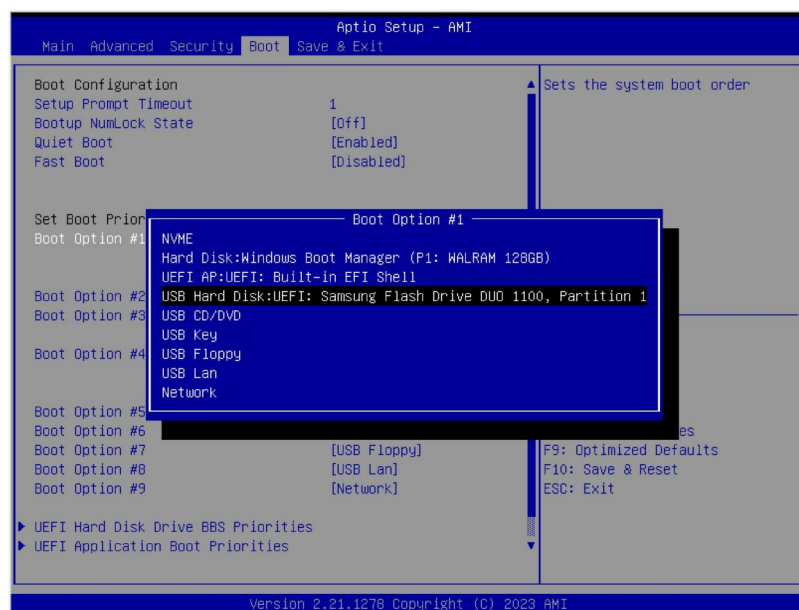 Aptio Setup – AMI
Main Advanced Security Boot Save & Exit
Boot Configuration
Setup Prompt Timeout 1
Bootup NumLock State [Off]
Quiet Boot [Enabled]
Fast Boot [Disabled]
Sets the system boot order
Set Boot Prior
Boot Option #1
Boot Option #2
Boot Option #3
Boot Option #4
Boot Option #5
Boot Option #6
Boot Option #7 [USB Floppy]
Boot Option #8 [USB Lan]
Boot Option #9 [Network]
Boot Option #1
NVME
Hard Disk:Windows Boot Manager (P1: WALRAM 128GB)
UEFI AP:UEFI: Built-in EFI Shell
USB Hard Disk:UEFI: Samsung Flash Drive DUO 1100, Partition 1
USB CD/DVD
USB Key
USB Floppy
USB Lan
Network
es
F9: Optimized Defaults
F10: Save & Reset
ESC: Exit
UEFI Hard Disk Drive BBS Priorities
UEFI Application Boot Priorities
Version 2.21.1278 Copyright (C) 2023 AMI